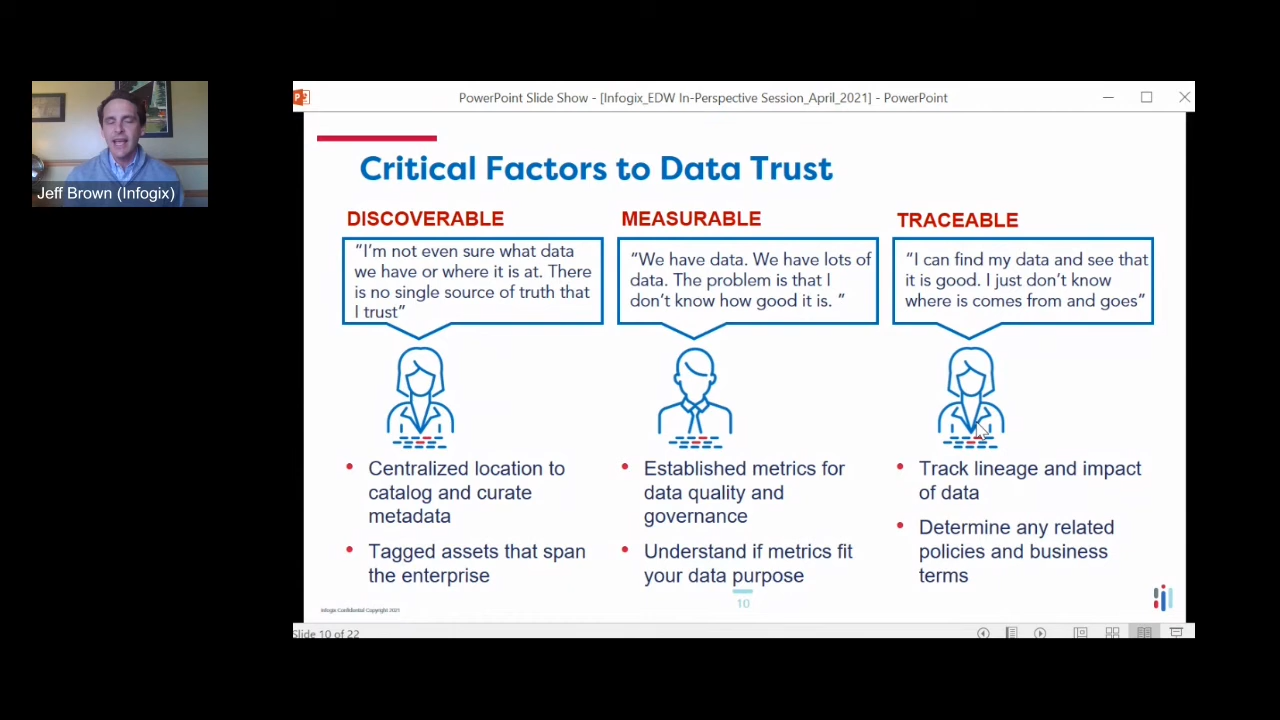 PowerPoint Slide Show - [Infogix_EDW In-Perspective Session_April_2021] - PowerPoint
Jeff Brown (Infogix)
Critical Factors to Data Trust
DISCOVERABLE
“I’m not even sure what data
we have or where it is at. There
is no single source of truth that
I trust”
Centralized location to
catalog and curate
metadata
Tagged assets that span
the enterprise
MEASURABLE
“We have data. We have lots of
data. The problem is that I
don’t know how good it is. ”
Established metrics for
data quality and
governance
Understand if metrics fit
your data purpose
TRACEABLE
“I can find my data and see that
it is good. I just don’t know
where is comes from and goes”
Track lineage and impact
of data
Determine any related
policies and business
terms
Infogix Confidential Copyright 2021
10
Slide 10 of 22